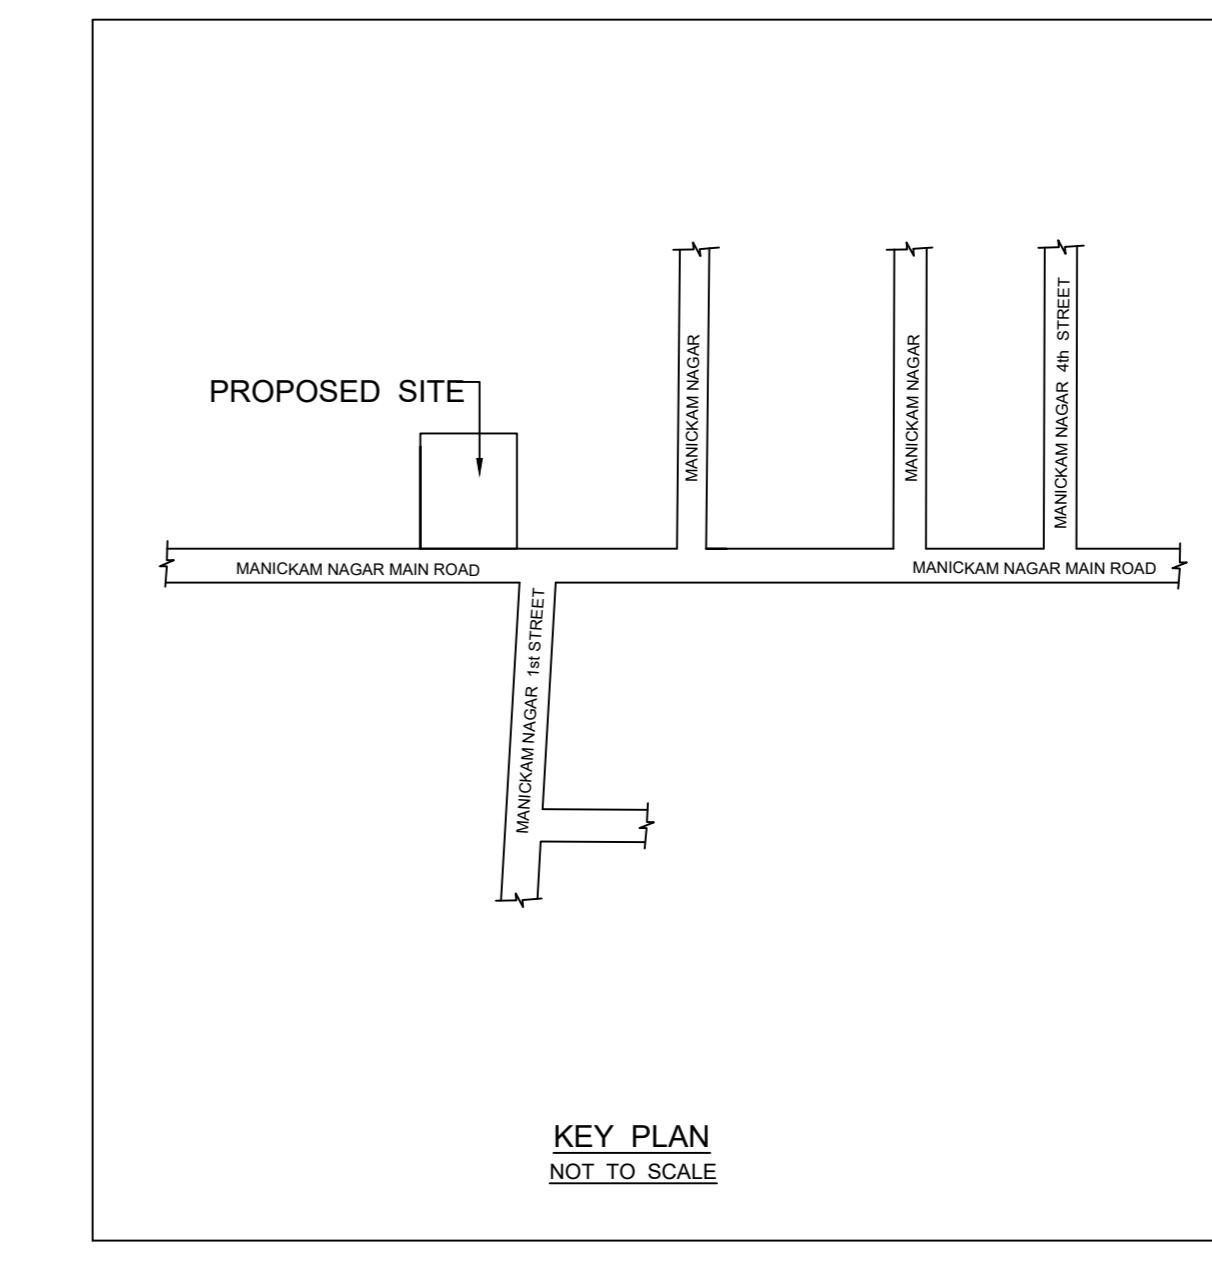 PROPOSED SITE
MANICKAM NAGAR
MANICKAM NAGAR
MANICKAM NAGAR 4th STREET
MANICKAM NAGAR MAIN ROAD
MANICKAM NAGAR MAIN ROAD
MANICKAM NAGAR 1st STREET
KEY PLAN
NOT TO SCALE